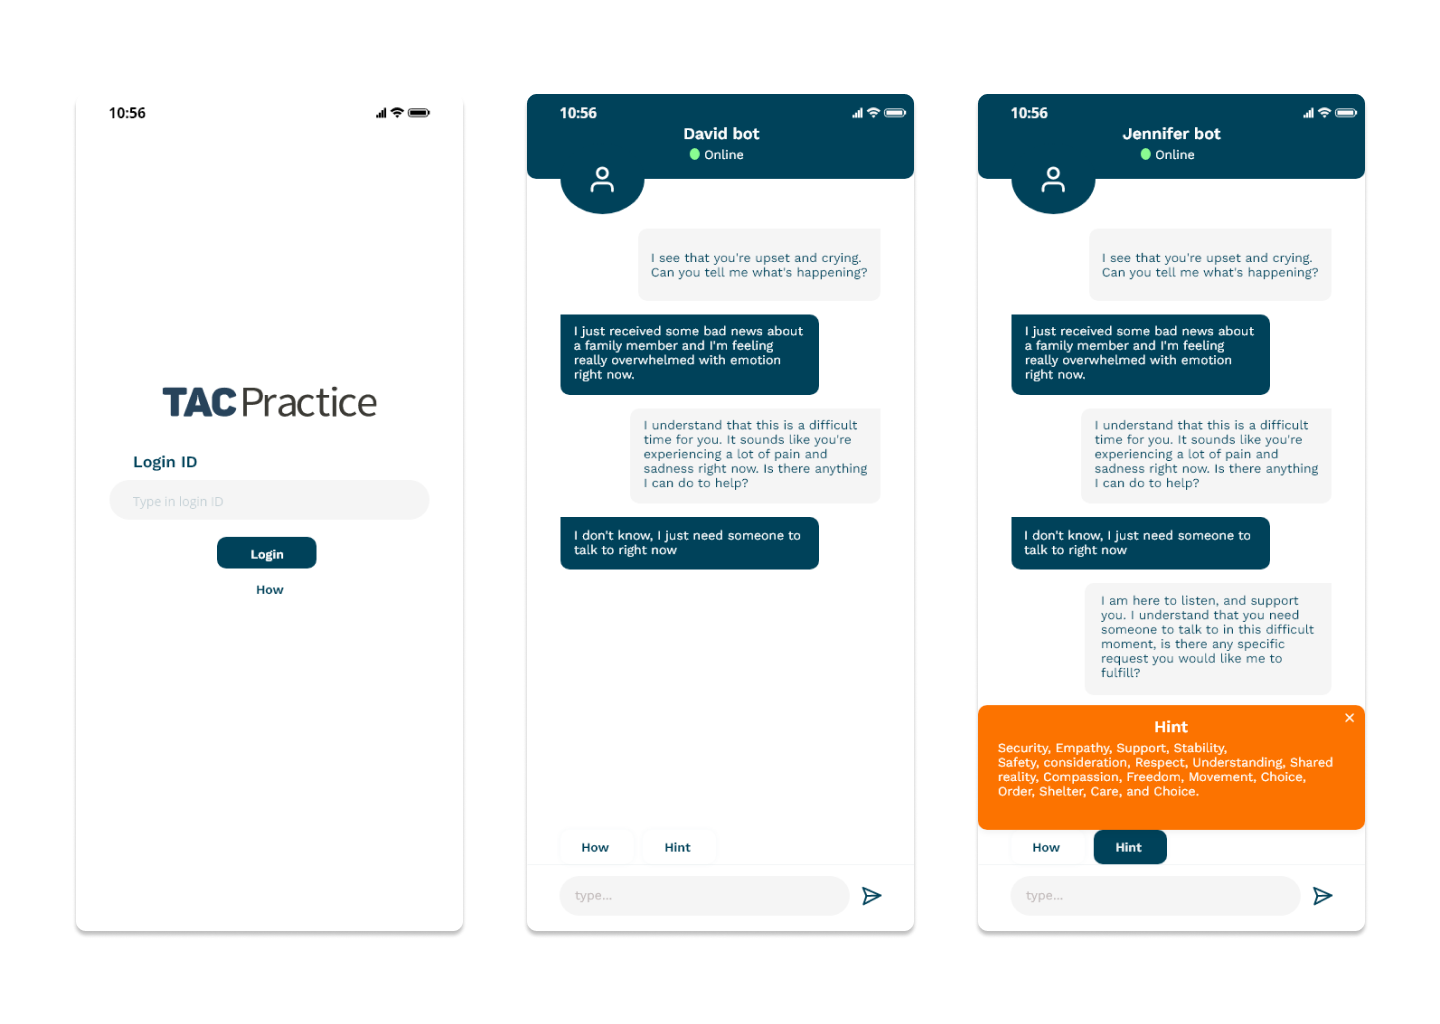 10:56
TAC Practice
Login ID
Type in login ID
Login
How
10:56
David bot
Online
I see that you're upset and crying.
Can you tell me what's happening?
I just received some bad news about
a family member and I'm feeling
really overwhelmed with emotion
right now.
I understand that this is a difficult
time for you. It sounds like you're
experiencing a lot of pain and
sadness right now. Is there anything
I can do to help?
I don't know, I just need someone to
talk to right now
How
Hint
type...
10:56
Jennifer bot
Online
I see that you're upset and crying.
Can you tell me what's happening?
I just received some bad news about
a family member and I'm feeling
really overwhelmed with emotion
right now.
I understand that this is a difficult
time for you. It sounds like you're
experiencing a lot of pain and
sadness right now. Is there anything
I can do to help?
I don't know, I just need someone to
talk to right now
I am here to listen, and support
you. I understand that you need
someone to talk to in this difficult
moment, is there any specific
request you would like me to
fulfill?
Hint
Security, Empathy, Support, Stability,
Safety, consideration, Respect, Understanding, Shared
reality, Compassion, Freedom, Movement, Choice,
Order, Shelter, Care, and Choice.
How
Hint
type...